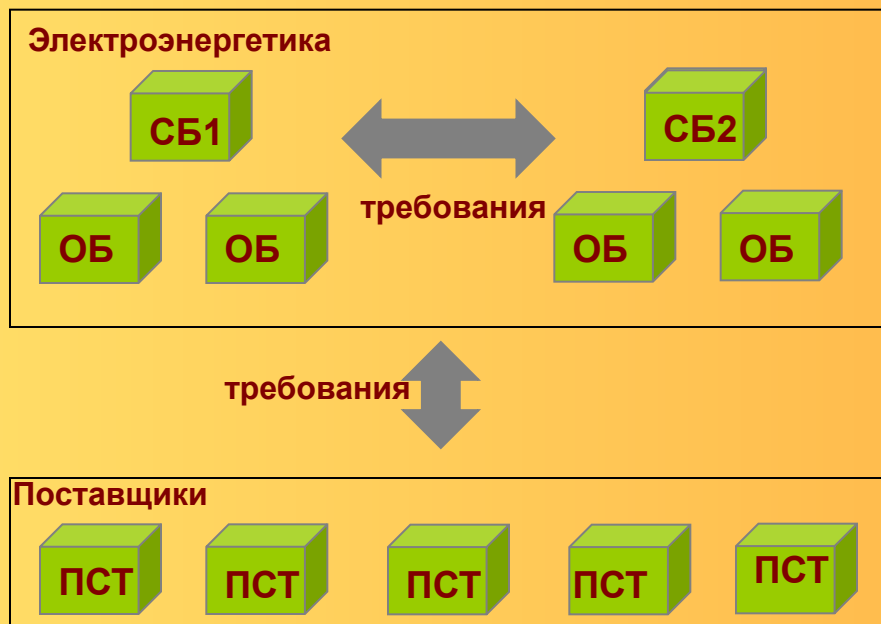 Электроэнергетика
СБ1 СБ2
требования
ОБ ОБ ОБ ОБ
требования
Поставщики
ПСТ ПСТ ПСТ ПСТ ПСТ